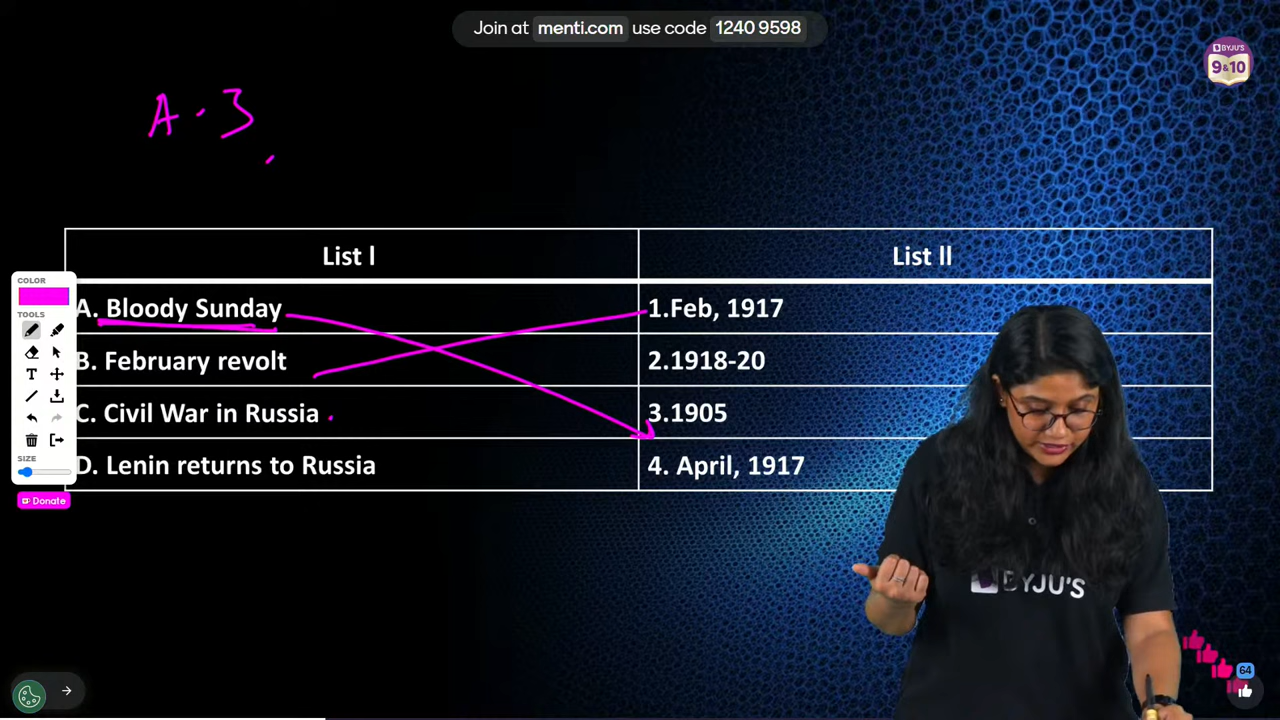 Join at menti.com use code 1240 9598
BYJU'S
9&10
A · 3
List l
List ll
A. Bloody Sunday
1.Feb, 1917
B. February revolt
2.1918-20
C. Civil War in Russia
3.1905
D. Lenin returns to Russia
4. April, 1917
COLOR
TOOLS
T
SIZE
Donate
BYJU'S
64